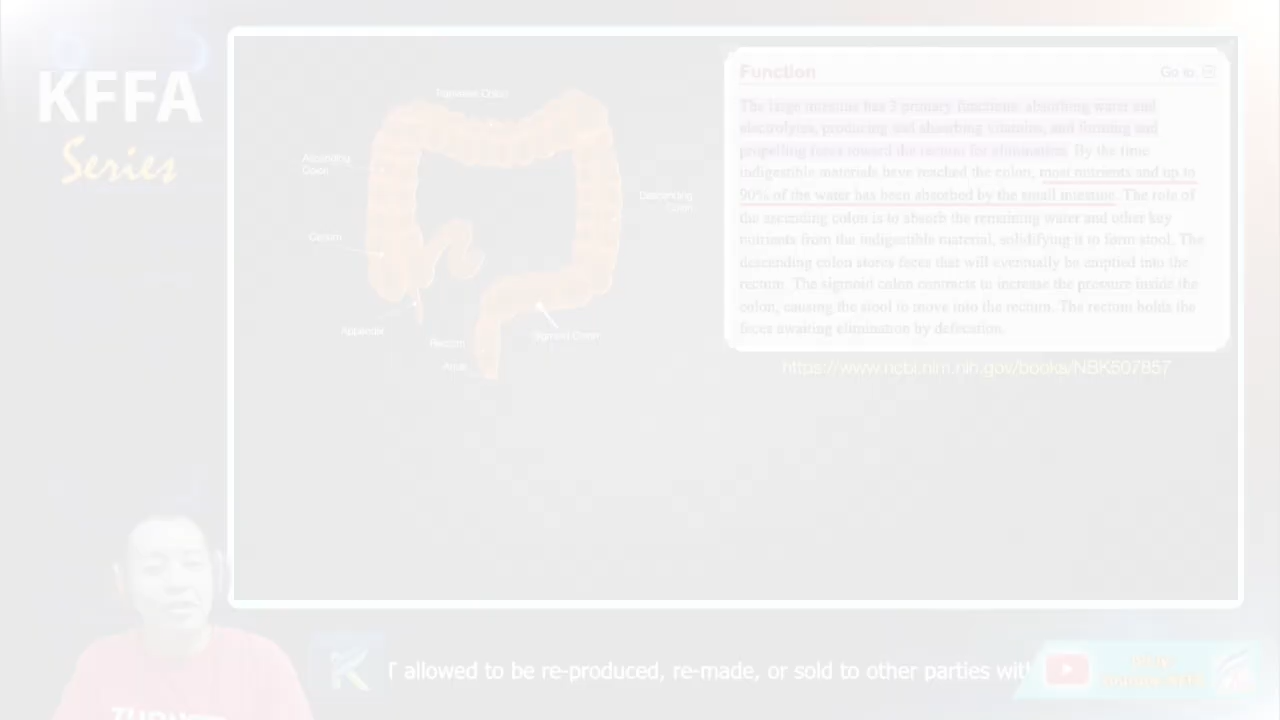 KFFA
Series
Transverse Colon
Ascending
Colon
Descending
Colon
Cecum
Appendix
Rectum
Anus
Sigmoid Colon
Function
Go to:
The large intestine has 3 primary functions: absorbing water and
electrolytes, producing and absorbing vitamins, and forming and
propelling feces toward the rectum for elimination. By the time
indigestible materials have reached the colon, most nutrients and up to
90% of the water has been absorbed by the small intestine. The role of
the ascending colon is to absorb the remaining water and other key
nutrients from the indigestible material, solidifying it to form stool. The
descending colon stores feces that will eventually be emptied into the
rectum. The sigmoid colon contracts to increase the pressure inside the
colon, causing the stool to move into the rectum. The rectum holds the
feces awaiting elimination by defecation.
https://www.ncbi.nlm.nih.gov/books/NBK507857
allowed to be re-produced, re-made, or sold to other parties wit